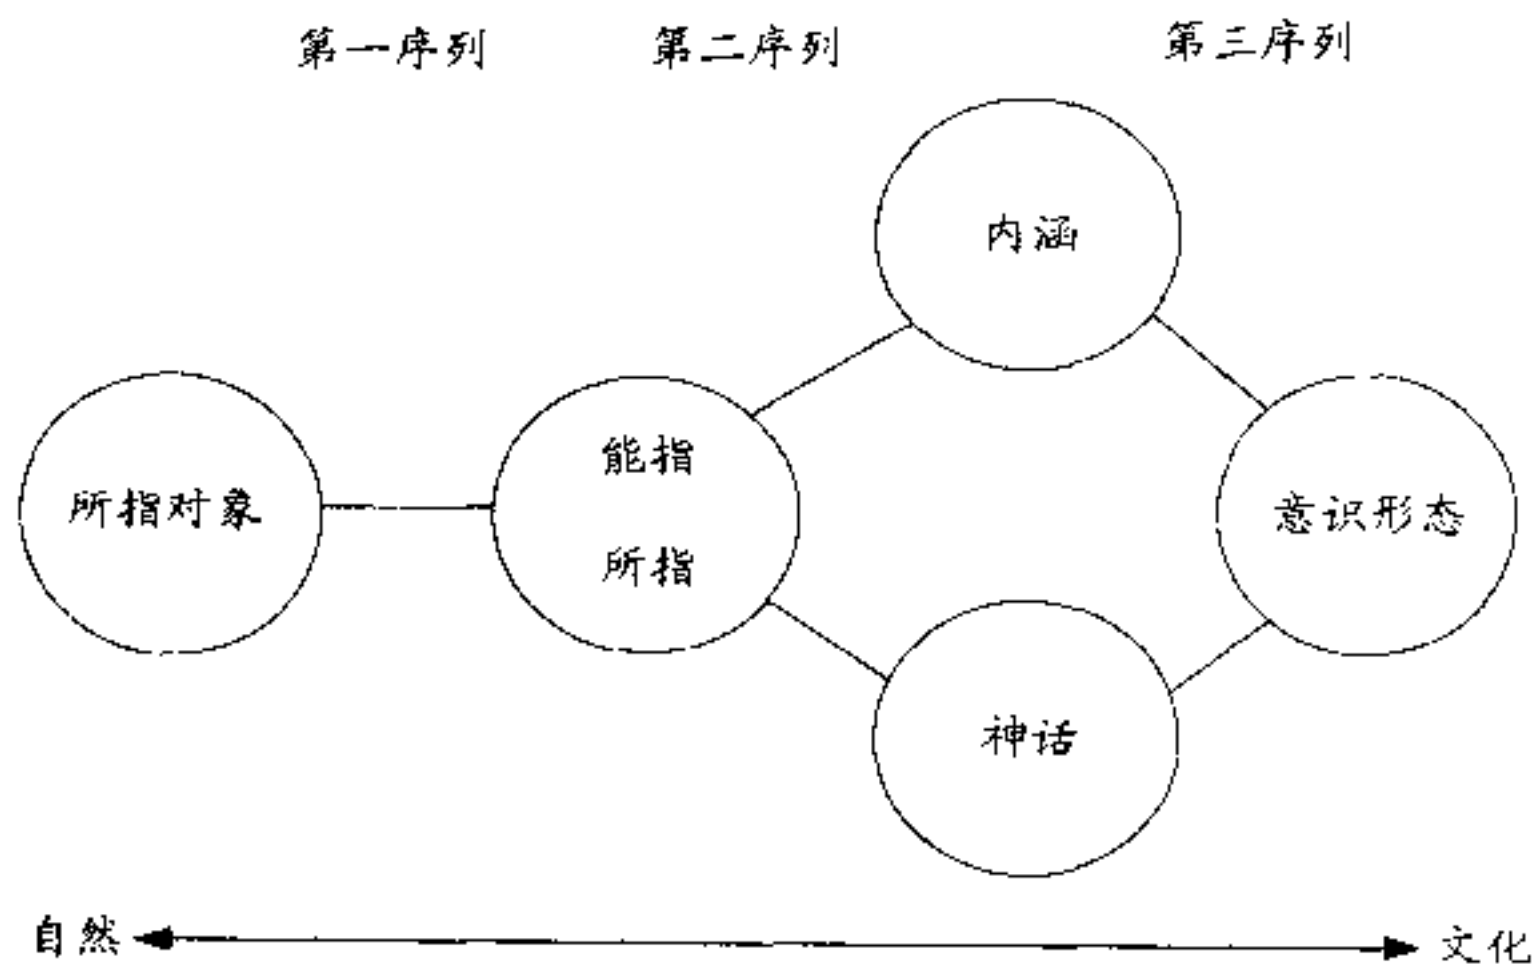 第一序列 第二序列 第三序列
内涵
能指
所指对象 意识形态
所指
神话
自然 文化